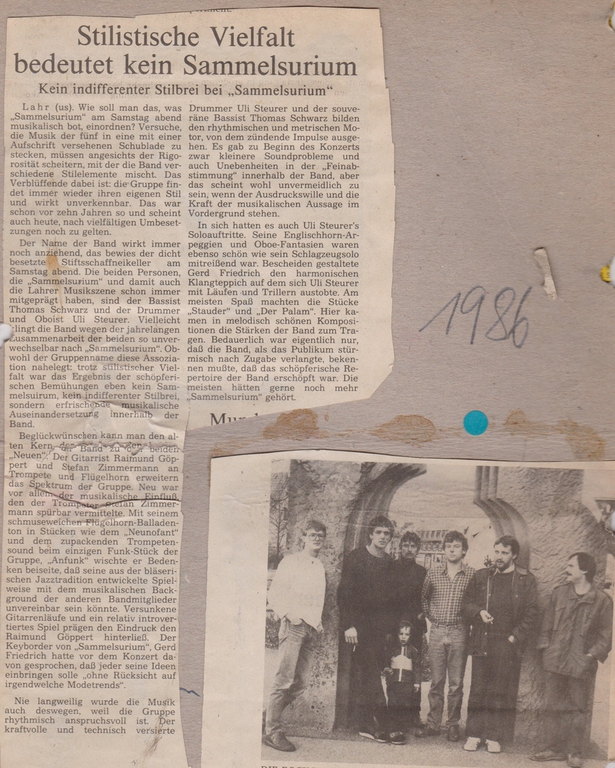 Stilistische Vielfalt
bedeutet kein Sammelsurium
Kein indifferenter Stilbrei bei „Sammelsurium“
Lahr (us). Wie soll man das, was
„Sammelsurium“ am Samstag abend
musikalisch bot, einordnen? Versuche,
die Musik der fünf in eine mit einer
Aufschrift versehenen Schublade zu
stecken, müssen angesichts der Rigo-
rosität scheitern, mit der die Band ver-
schiedene Stilelemente mischt. Das
Verblüffende dabei ist: die Gruppe fin-
det immer wieder ihren eigenen Stil
und wirkt unverkennbar. Das war
schon vor zehn Jahren so und scheint
auch heute, nach vielfältigen Umbeset-
zungen noch zu gelten.
Der Name der Band wirkt immer
noch anziehend, das bewies der dicht
besetzte Stiftsschaffneikeller am
Samstag abend. Die beiden Personen,
die „Sammelsurium“ und damit auch
die Lahrer Musikszene schon immer
mitgeprägt haben, sind der Bassist
Thomas Schwarz und der Drummer
und Oboist Uli Steurer. Vielleicht
klingt die Band wegen der jahrelangen
Zusammenarbeit der beiden so unver-
wechselbar nach „Sammelsurium“. Ob-
wohl der Gruppenname diese Assozia-
tion nahelegt: trotz stilistischer Viel-
falt war das Ergebnis der schöpferi-
schen Bemühungen eben kein Sam-
melsuirum, kein indifferenter Stilbrei,
sondern erfrischende musikalische
Auseinandersetzung innerhalb der
Band.
Beglückwünschen kann man den al-
ten Kern der Band zu den beiden
„Neuen“. Der Gitarrist Raimund Göp-
pert und Stefan Zimmermann an
Trompete und Flügelhorn erweitern
das Spektrum der Gruppe. Neu war
vor allem der musikalische Einfluß,
den der Trompeter Stefan Zimmer-
mann spürbar vermittelte. Mit seinem
schmuseweichen Flügelhorn-Balladen-
ton in Stücken wie dem „Neunofant“
und dem zupackenden Trompeten-
sound beim einzigen Funk-Stück der
Gruppe, „Anfunk“ wischte er Beden-
ken beiseite, daß seine aus der bläseri-
schen Jazztradition entwickelte Spiel-
weise mit dem musikalischen Back-
ground der anderen Bandmitglieder
unvereinbar sein könnte. Versunkene
Gitarrenläufe und ein relativ introver-
tiertes Spiel prägen den Eindruck den
Raimund Göppert hinterließ. Der
Keyborder von „Sammelsurium“, Gerd
Friedrich hatte vor dem Konzert da-
von gesprochen, daß jeder seine Ideen
einbringen solle „ohne Rücksicht auf
irgendwelche Modetrends“.
Nie langweilig wurde die Musik
auch deswegen, weil die Gruppe
rhythmisch anspruchsvoll ist. Der
kraftvolle und technisch versierte
Drummer Uli Steurer und der souve-
räne Bassist Thomas Schwarz bilden
den rhythmischen und metrischen Mo-
tor, von dem zündende Impulse ausge-
hen. Es gab zu Beginn des Konzerts
zwar kleinere Soundprobleme und
auch Unebenheiten in der „Feinab-
stimmung“ innerhalb der Band, aber
das scheint wohl unvermeidlich zu
sein, wenn der Ausdruckswille und die
Kraft der musikalischen Aussage im
Vordergrund stehen.
In sich hatten es auch Uli Steurer's
Soloauftritte. Seine Englischhorn-Ar-
peggien und Oboe-Fantasien waren
ebenso schön wie sein Schlagzeugsolo
mitreißend war. Bescheiden gestaltete
Gerd Friedrich den harmonischen
Klangteppich auf dem sich Uli Steurer
mit Läufen und Trillern austobte. Am
meisten Spaß machten die Stücke
„Stauder“ und „Der Palam“. Hier ka-
men in melodisch schönen Komposi-
tionen die Stärken der Band zum Tra-
gen. Bedauerlich war eigentlich nur,
daß die Band, als das Publikum stür-
misch nach Zugabe verlangte, beken-
nen mußte, daß das schöpferische Re-
pertoire der Band erschöpft war. Die
meisten hätten gerne noch mehr
„Sammelsurium“ gehört.
1986